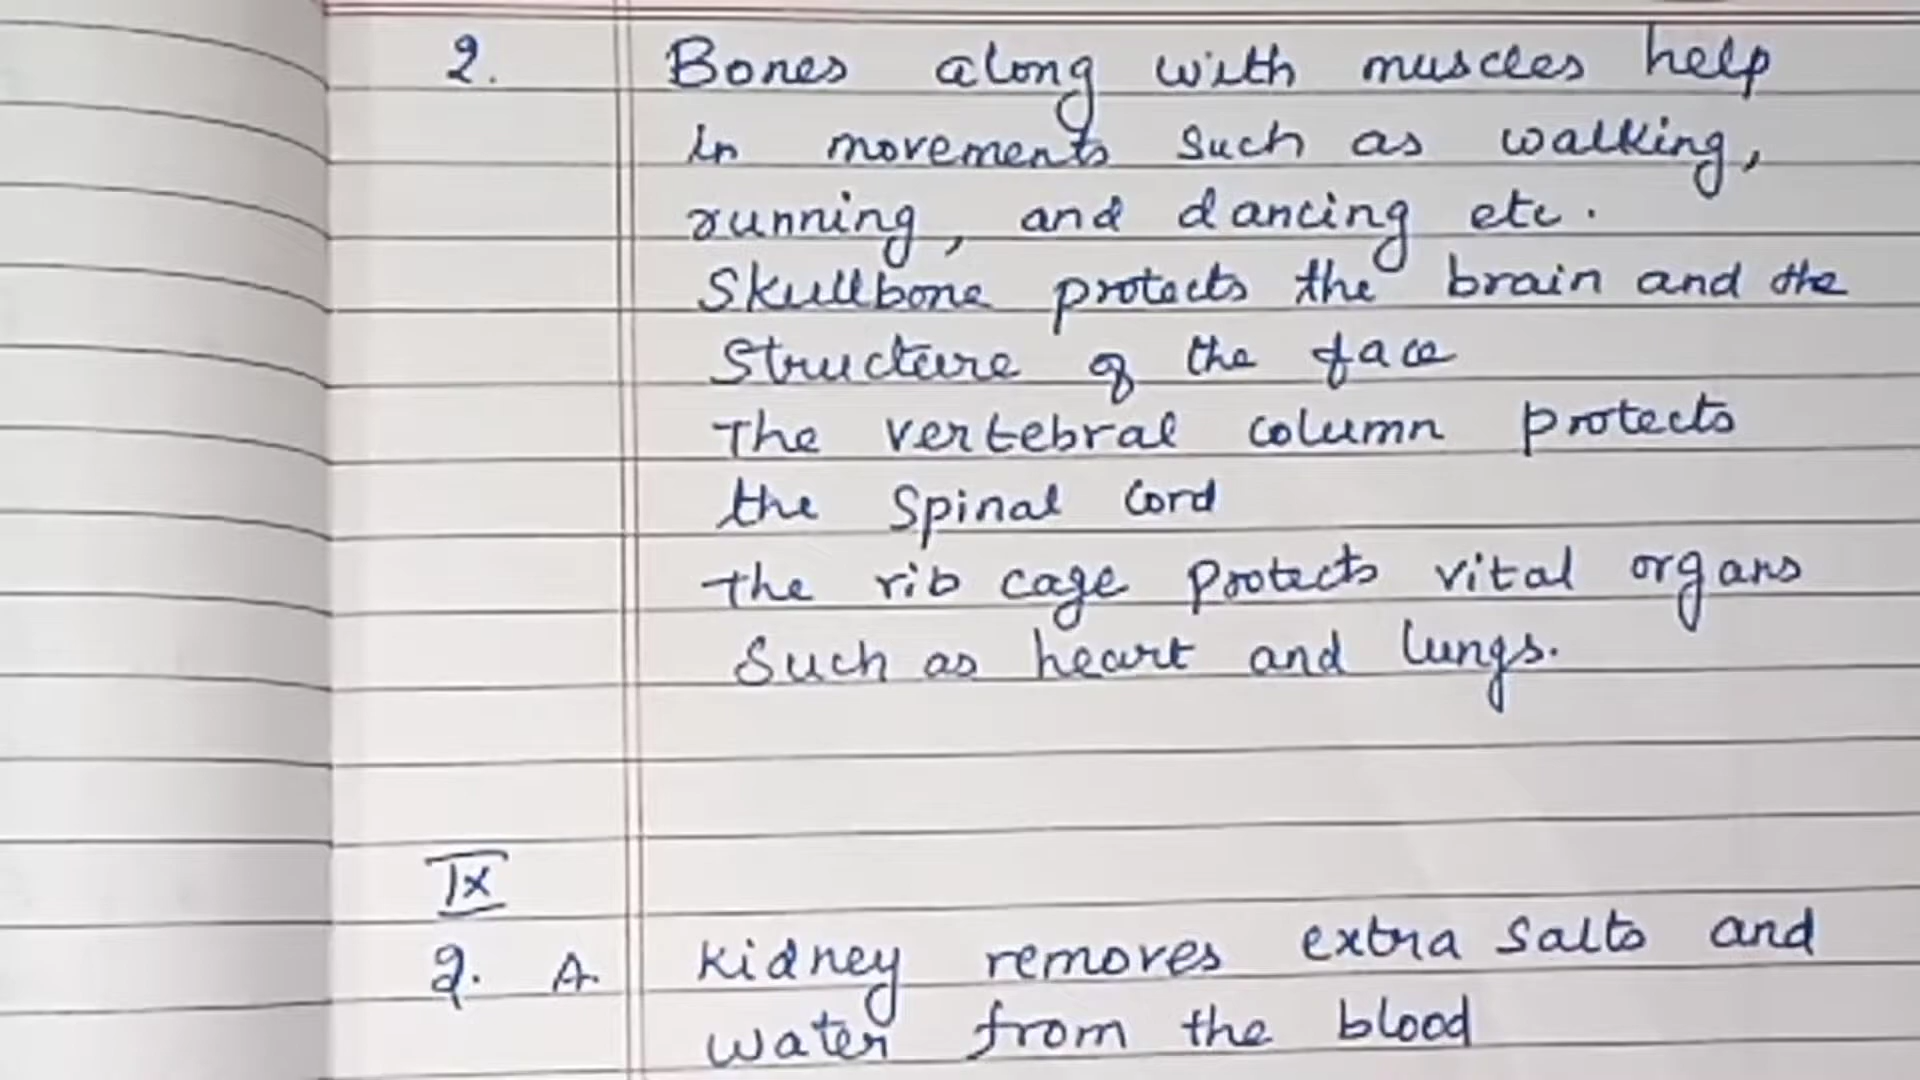 2. Bones along with muscles help
in movements such as walking,
running, and dancing etc.
Skullbone protects the brain and the
structure of the face
The vertebral column protects
the spinal cord
The rib cage protects vital organs
Such as heart and lungs.
IX
2. A. Kidney removes extra salts and
water from the blood